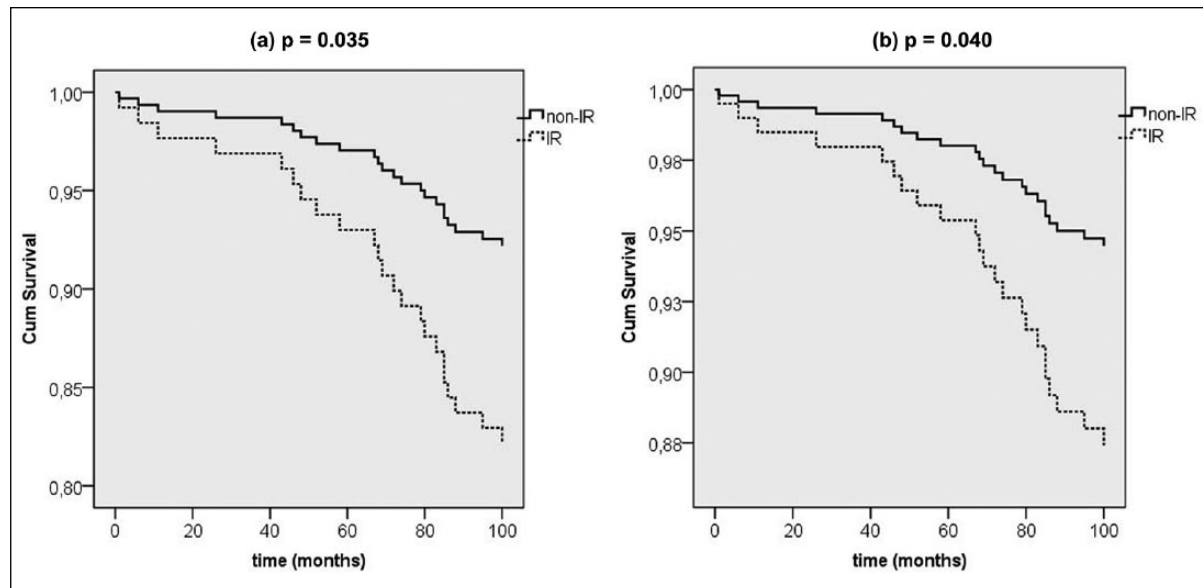 (a) p = 0.035
1,00
0,95
0,90
0,85
0,80
Cum Survival
0 20 40 60 80 100
time (months)
non-IR
IR
(b) p = 0.040
1,00
0,98
0,95
0,93
0,90
0,88
Cum Survival
0 20 40 60 80 100
time (months)
non-IR
IR